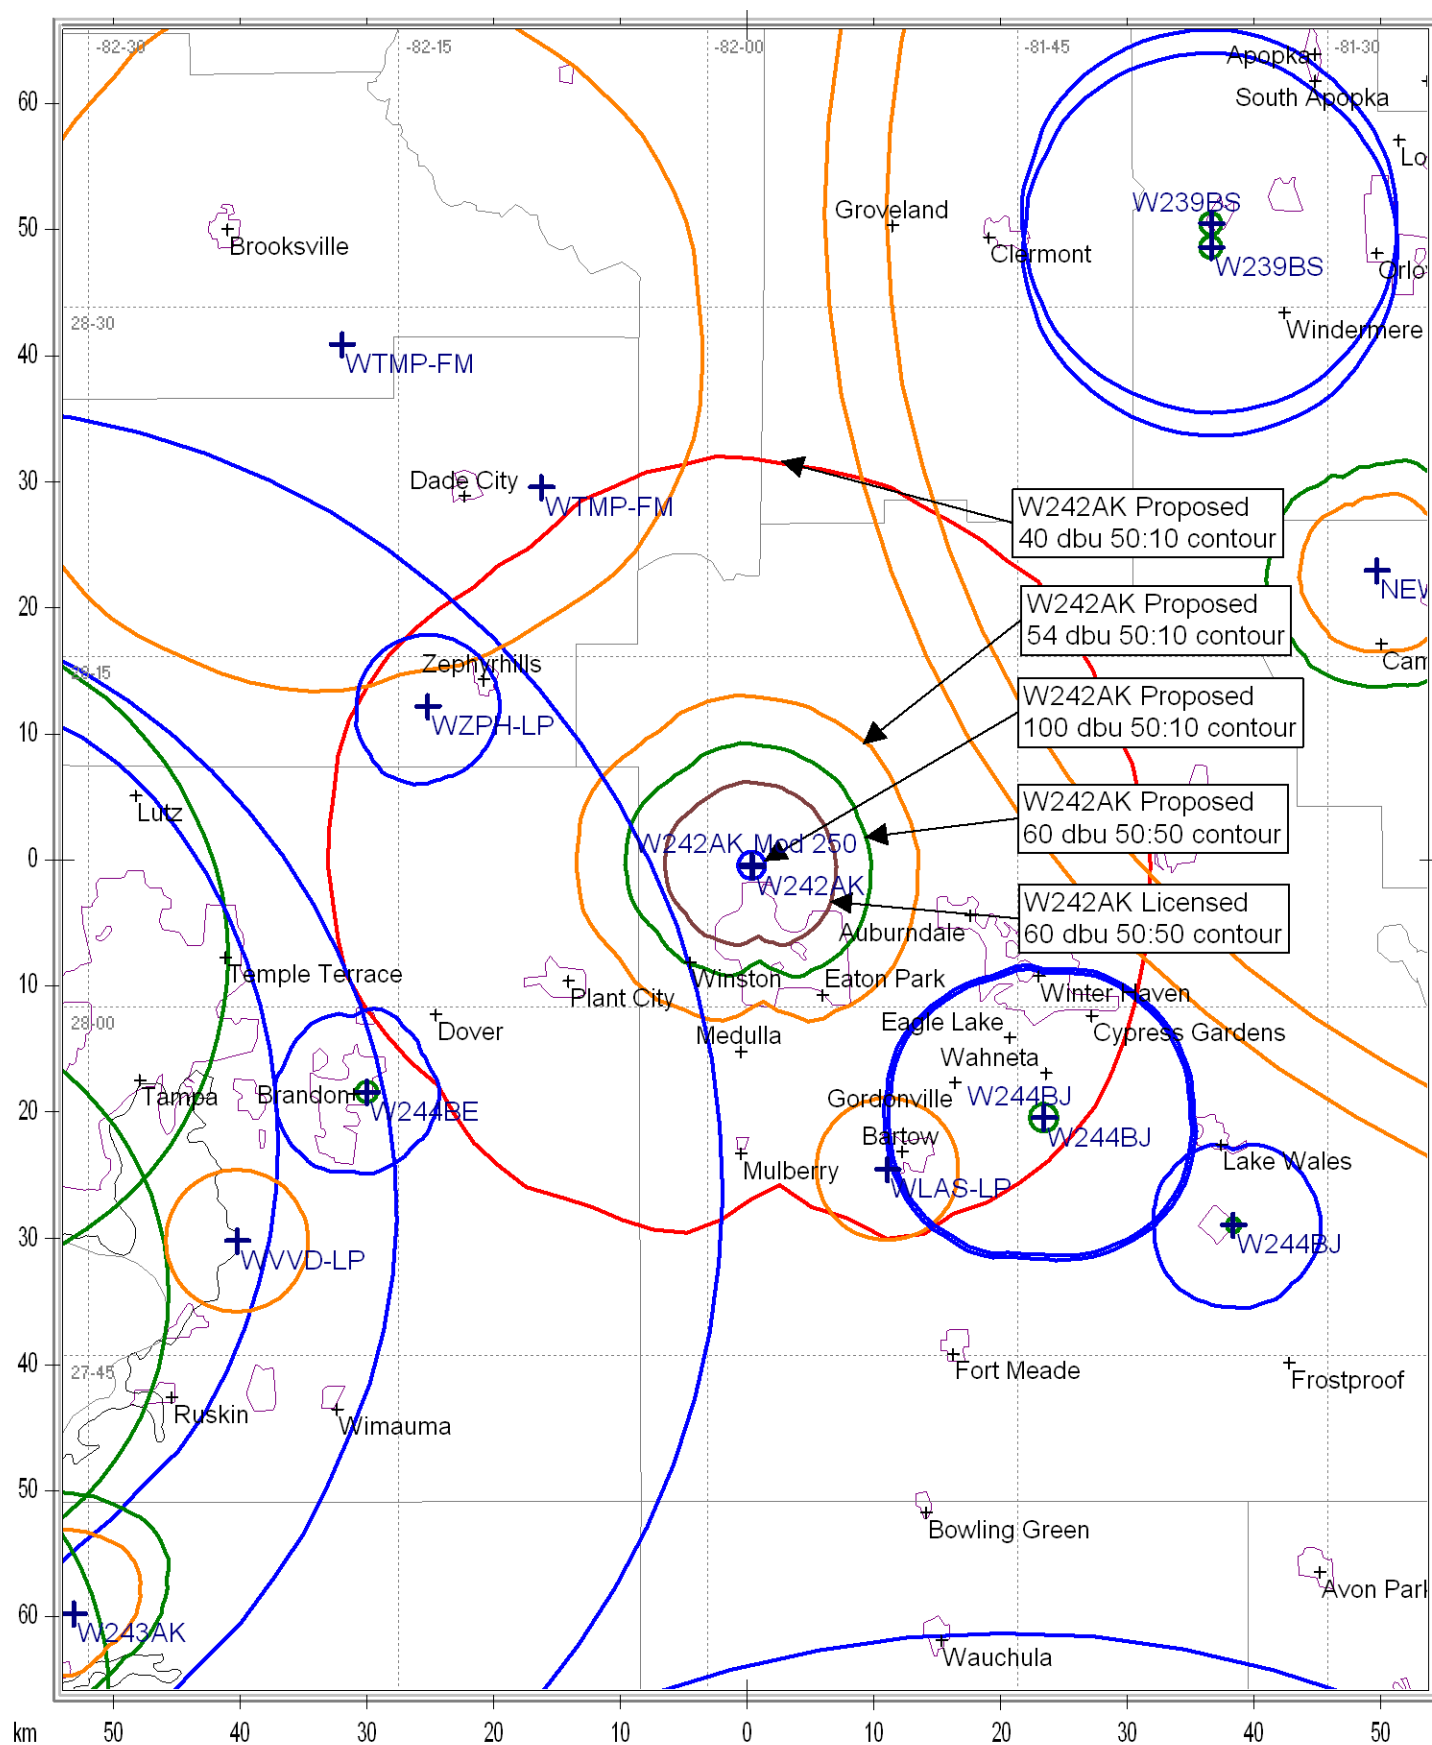 -82-30
-82-15
-82-00
-81-45
-81-30
Apopka
60
South Apopka
Lo
W239BS
Groveland
50
Brooksville
Clermont
W239BS
Orlo
28-30
Windermere
40
WTMP-FM
30
Dade City
WTMP-FM
W242AK Proposed
40 dbu 50:10 contour
NEW
20
W242AK Proposed
54 dbu 50:10 contour
Zephyrhills
28-15
Cam
10
WZPH-LP
W242AK Proposed
100 dbu 50:10 contour
Lutz
W242AK Proposed
60 dbu 50:50 contour
0
W242AK Mod 250
W242AK
W242AK Licensed
60 dbu 50:50 contour
Auburndale
Temple Terrace
10
Plant City
Winston
Eaton Park
Winter Haven
28-00
Dover
Medulla
Eagle Lake
Cypress Gardens
Wahneta
Tampa
Brandon
Gordonville
W244BJ
20
W244BE
Bartow
W244BJ
Mulberry
WLAS-LP
Lake Wales
30
WVVD-LP
W244BJ
40
27-45
Fort Meade
Frostproof
Ruskin
Wimauma
50
Bowling Green
Avon Park
60
W243AK
Wauchula
km 50 40 30 20 10 0 10 20 30 40 50